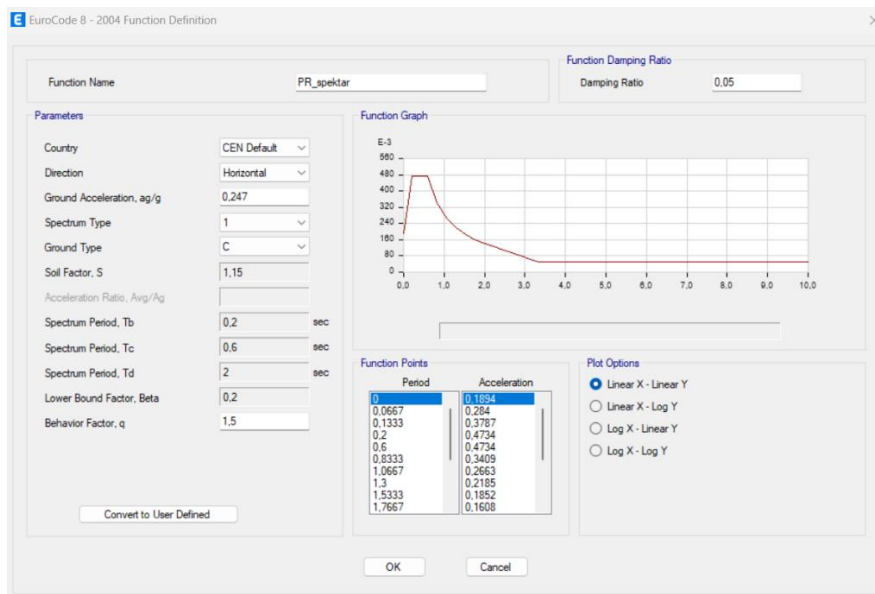 E EuroCode 8 - 2004 Function Definition
Function Name
PR_spektar
Function Damping Ratio
Damping Ratio
0,05
Parameters
Country
CEN Default
Direction
Horizontal
Ground Acceleration, ag/g
0,247
Spectrum Type
1
Ground Type
C
Soil Factor, S
1,15
Acceleration Ratio, Avg/Ag
Spectrum Period, Tb
0,2
sec
Spectrum Period, Tc
0,6
sec
Spectrum Period, Td
2
sec
Lower Bound Factor, Beta
0,2
Behavior Factor, q
1,5
Convert to User Defined
Function Graph
E-3
560
480
400
320
240
160
80
0
0,0 1,0 2,0 3,0 4,0 5,0 6,0 7,0 8,0 9,0 10,0
Function Points
Period Acceleration
0 0,1894
0,0667 0,284
0,1333 0,3787
0,2 0,4734
0,6 0,4734
0,8333 0,3409
1,0667 0,2663
1,3 0,2185
1,5333 0,1852
1,7667 0,1608
Plot Options
Linear X - Linear Y
Linear X - Log Y
Log X - Linear Y
Log X - Log Y
OK
Cancel